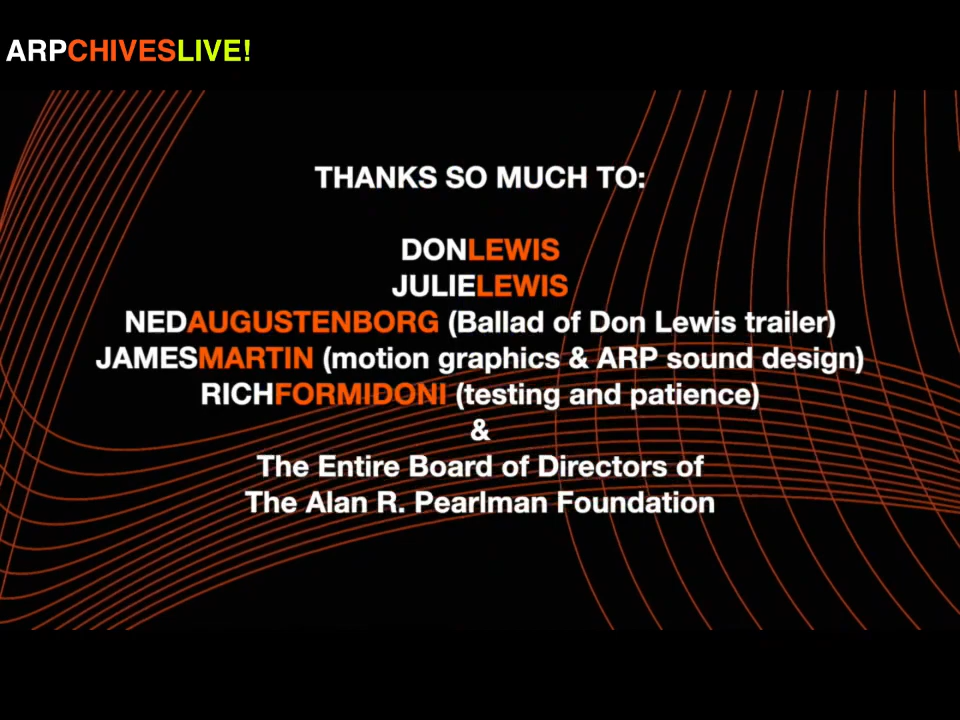 ARPCHIVESLIVE!
THANKS SO MUCH TO:
DONLEWIS
JULIELEWIS
NEDAUGUSTENBORG (Ballad of Don Lewis trailer)
JAMESMARTIN (motion graphics & ARP sound design)
RICHFORMIDONI (testing and patience)
&
The Entire Board of Directors of
The Alan R. Pearlman Foundation